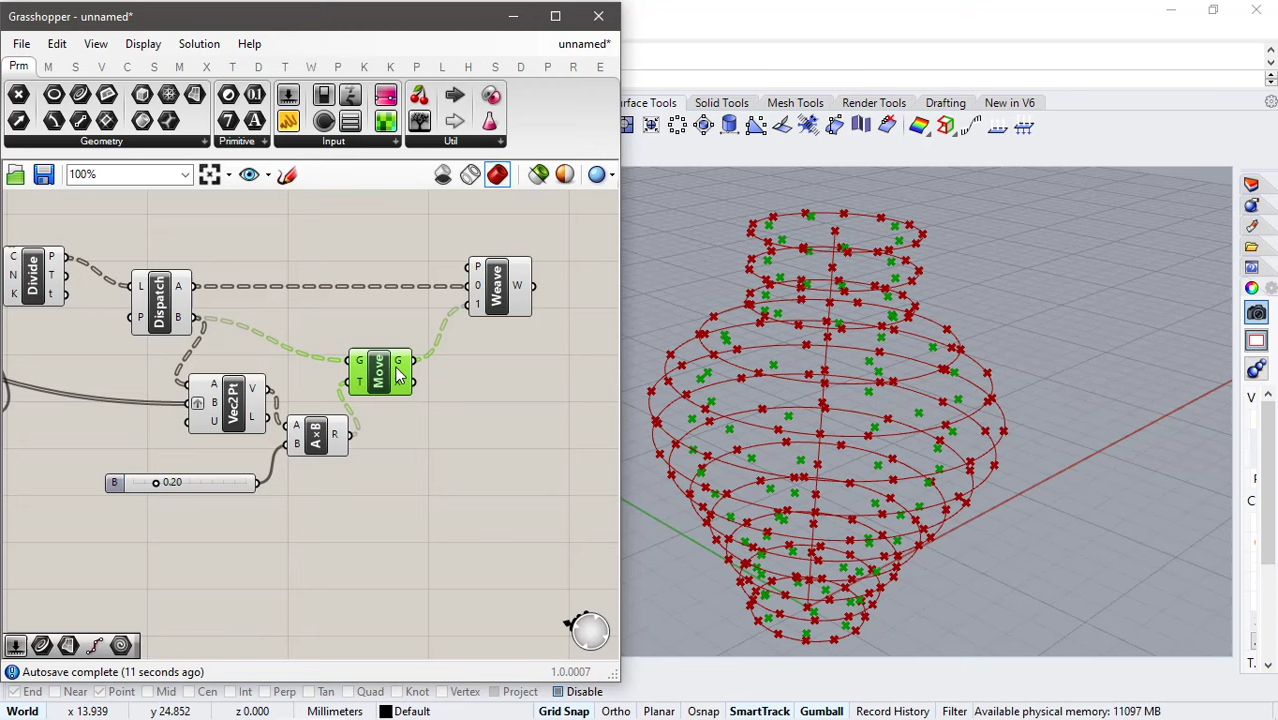 Grasshopper - unnamed*
File Edit View Display Solution Help unnamed*
Prm M S V C S I M X T D T W P K K P L H S D P R E
Geometry Primitive Input Util
Surface Tools Solid Tools Mesh Tools Render Tools Drafting New in V6
100%
C N K Divide P T t
L P Dispatch A B
P 0 1 Weave W
G T Move G
A B U Vec2Pt V L
A B A×B R
B 0.20
Autosave complete (11 seconds ago) 1.0.0007
End Near Point Mid Cen Int Perp Tan Quad Knot Vertex Project Disable
World x 13.939 y 24.852 z 0.000 Millimeters Default Grid Snap Ortho Planar Osnap SmartTrack Gumball Record History Filter Available physical memory: 11097 MB